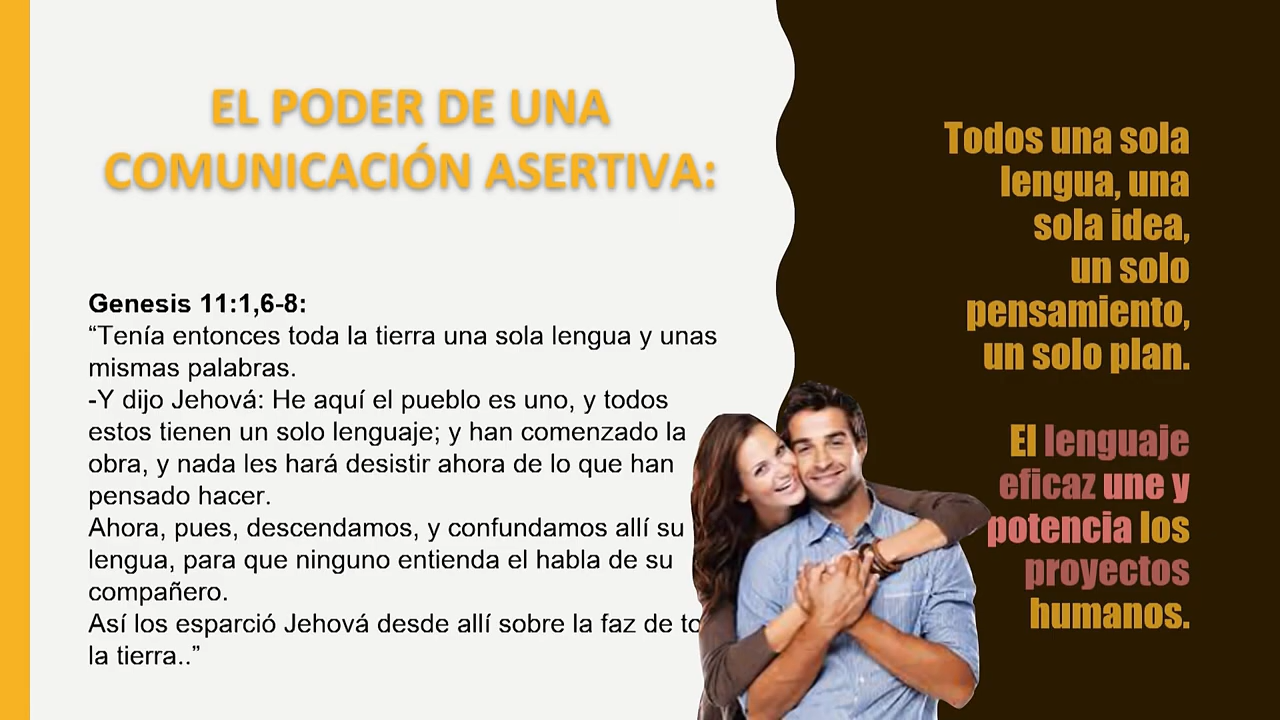 EL PODER DE UNA
COMUNICACIÓN ASERTIVA:
Genesis 11:1,6-8:
“Tenía entonces toda la tierra una sola lengua y unas
mismas palabras.
-Y dijo Jehová: He aquí el pueblo es uno, y todos
estos tienen un solo lenguaje; y han comenzado la
obra, y nada les hará desistir ahora de lo que han
pensado hacer.
Ahora, pues, descendamos, y confundamos allí su
lengua, para que ninguno entienda el habla de su
compañero.
Así los esparció Jehová desde allí sobre la faz de
la tierra..”
Todos una sola
lengua, una
sola idea,
un solo
pensamiento,
un solo plan.
El lenguaje
eficaz une y
potencia los
proyectos
humanos.